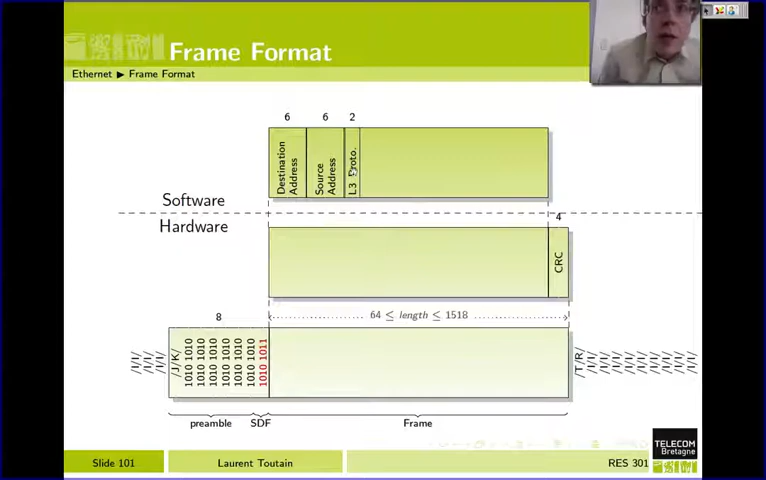 Frame Format
Ethernet ▶ Frame Format
6
6
2
Destination
Address
Source
Address
L3 Proto.
Software
Hardware
4
CRC
8
64 ≤ length ≤ 1518
/I/
/I/
/I/
/J/K/
1010 1010
1010 1010
1010 1010
1010 1010
1010 1010
1010 1010
1010 1011
/T/R/
/I/
/I/
/I/
/I/
/I/
/I/
/I/
/I/
/I/
preamble
SDF
Frame
TELECOM
Bretagne
Slide 101
Laurent Toutain
RES 301